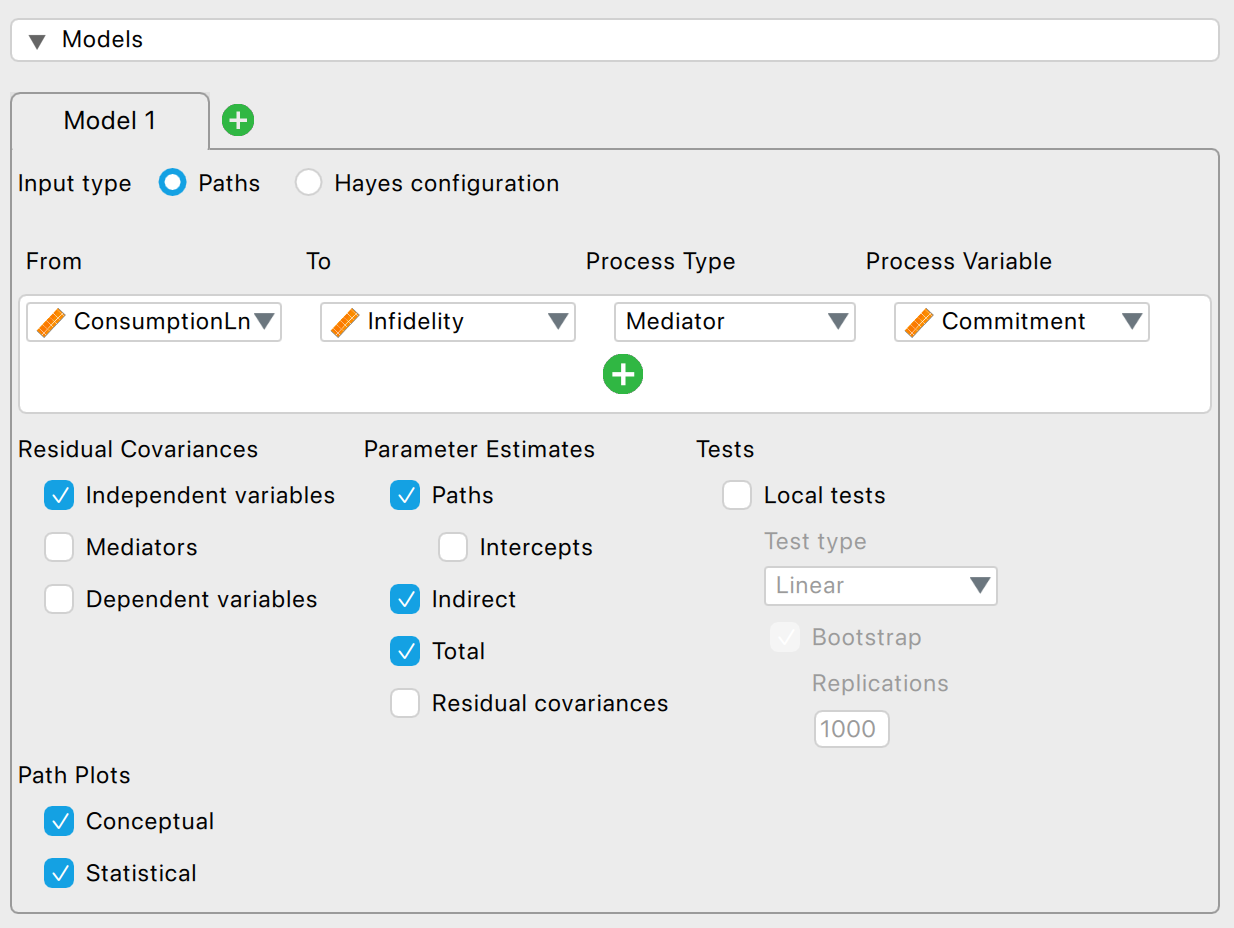 Models
Model 1
Input type Paths Hayes configuration
From To Process Type Process Variable
ConsumptionLn Infidelity Mediator Commitment
Residual Covariances Parameter Estimates Tests
Independent variables Paths Local tests
Mediators Intercepts Test type
Dependent variables Indirect Linear
Total Bootstrap
Residual covariances Replications
1000
Path Plots
Conceptual
Statistical